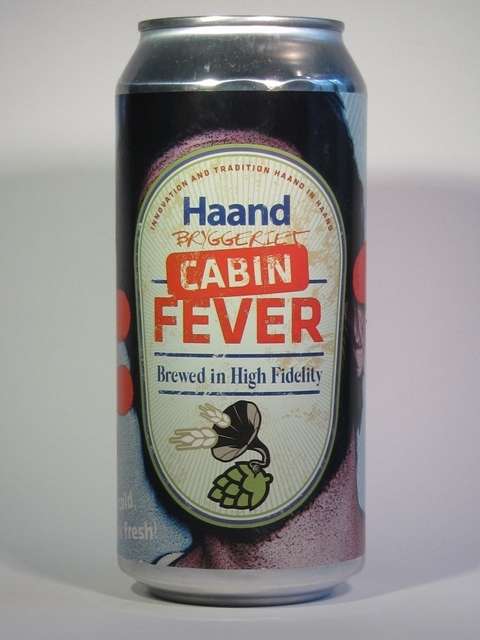 INNOVATION AND TRADITION HAAND IN HAAND
Haand
BRYGGERIET
CABIN
FEVER
Brewed in High Fidelity
fresh!